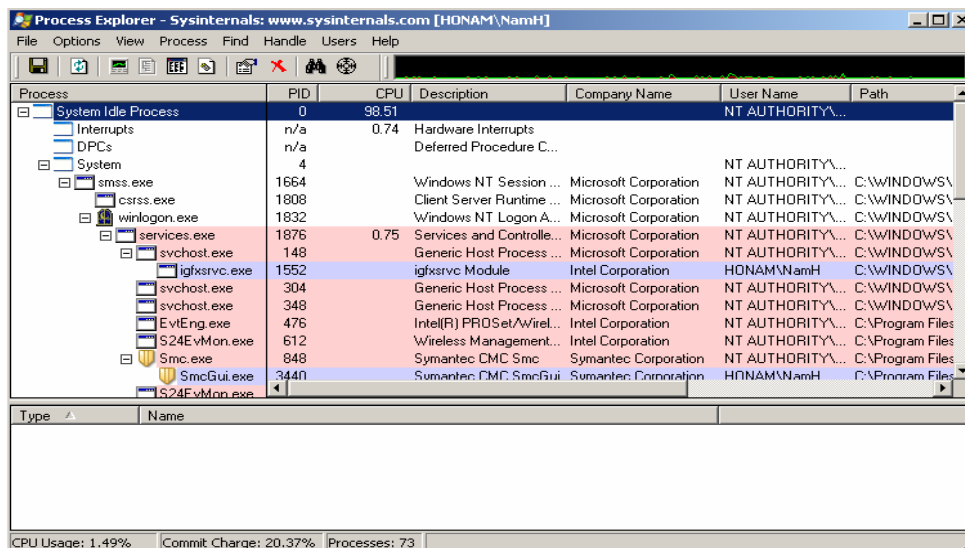 Process Explorer - Sysinternals: www.sysinternals.com [HONAM\NamH]
File Options View Process Find Handle Users Help
Process PID CPU Description Company Name User Name Path
System Idle Process 0 98.51 NT AUTHORITY\...
Interrupts n/a 0.74 Hardware Interrupts
DPCs n/a Deferred Procedure C...
System 4 NT AUTHORITY\...
smss.exe 1664 Windows NT Session ... Microsoft Corporation NT AUTHORITY\... C:\WINDOWS\
csrss.exe 1808 Client Server Runtime ... Microsoft Corporation NT AUTHORITY\... C:\WINDOWS\
winlogon.exe 1832 Windows NT Logon A... Microsoft Corporation NT AUTHORITY\... C:\WINDOWS\
services.exe 1876 0.75 Services and Controlle... Microsoft Corporation NT AUTHORITY\... C:\WINDOWS\
svchost.exe 148 Generic Host Process ... Microsoft Corporation NT AUTHORITY\... C:\WINDOWS\
igfxsrvc.exe 1552 igfxsrvc Module Intel Corporation HONAM\NamH C:\WINDOWS\
svchost.exe 304 Generic Host Process ... Microsoft Corporation NT AUTHORITY\... C:\WINDOWS\
svchost.exe 348 Generic Host Process ... Microsoft Corporation NT AUTHORITY\... C:\WINDOWS\
EvtEng.exe 476 Intel(R) PROSet/Wirel... Intel Corporation NT AUTHORITY\... C:\Program Files
S24EvMon.exe 612 Wireless Management... Intel Corporation NT AUTHORITY\... C:\Program Files
Smc.exe 848 Symantec CMC Smc Symantec Corporation NT AUTHORITY\... C:\Program Files
SmcGui.exe 3440 Symantec CMC SmcGui Symantec Corporation HONAM\NamH C:\Program Files
S24EvMon.exe
Type Name
CPU Usage: 1.49% Commit Charge: 20.37% Processes: 73